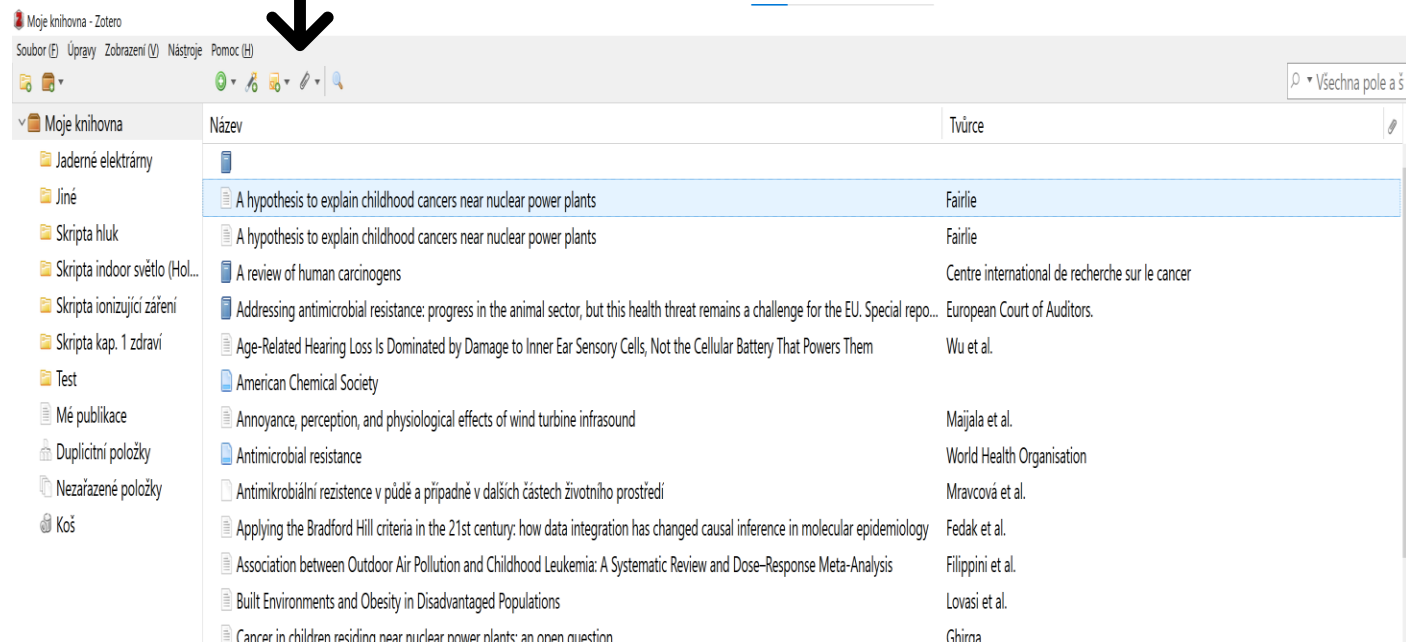 Moje knihovna - Zotero
Soubor (F) Úpravy Zobrazení (V) Nástroje Pomoc (H)
Všechna pole a š
Moje knihovna
Jaderné elektrárny
Jiné
Skripta hluk
Skripta indoor světlo (Hol...
Skripta ionizující záření
Skripta kap. 1 zdraví
Test
Mé publikace
Duplicitní položky
Nezařazené položky
Koš
Název Tvůrce
A hypothesis to explain childhood cancers near nuclear power plants Fairlie
A hypothesis to explain childhood cancers near nuclear power plants Fairlie
A review of human carcinogens Centre international de recherche sur le cancer
Addressing antimicrobial resistance: progress in the animal sector, but this health threat remains a challenge for the EU. Special repo... European Court of Auditors.
Age-Related Hearing Loss Is Dominated by Damage to Inner Ear Sensory Cells, Not the Cellular Battery That Powers Them Wu et al.
American Chemical Society
Annoyance, perception, and physiological effects of wind turbine infrasound Maijala et al.
Antimicrobial resistance World Health Organisation
Antimikrobiální rezistence v půdě a případně v dalších částech životního prostředí Mravcová et al.
Applying the Bradford Hill criteria in the 21st century: how data integration has changed causal inference in molecular epidemiology Fedak et al.
Association between Outdoor Air Pollution and Childhood Leukemia: A Systematic Review and Dose–Response Meta-Analysis Filippini et al.
Built Environments and Obesity in Disadvantaged Populations Lovasi et al.
Cancer in children residing near nuclear power plants: an open question Ghirga